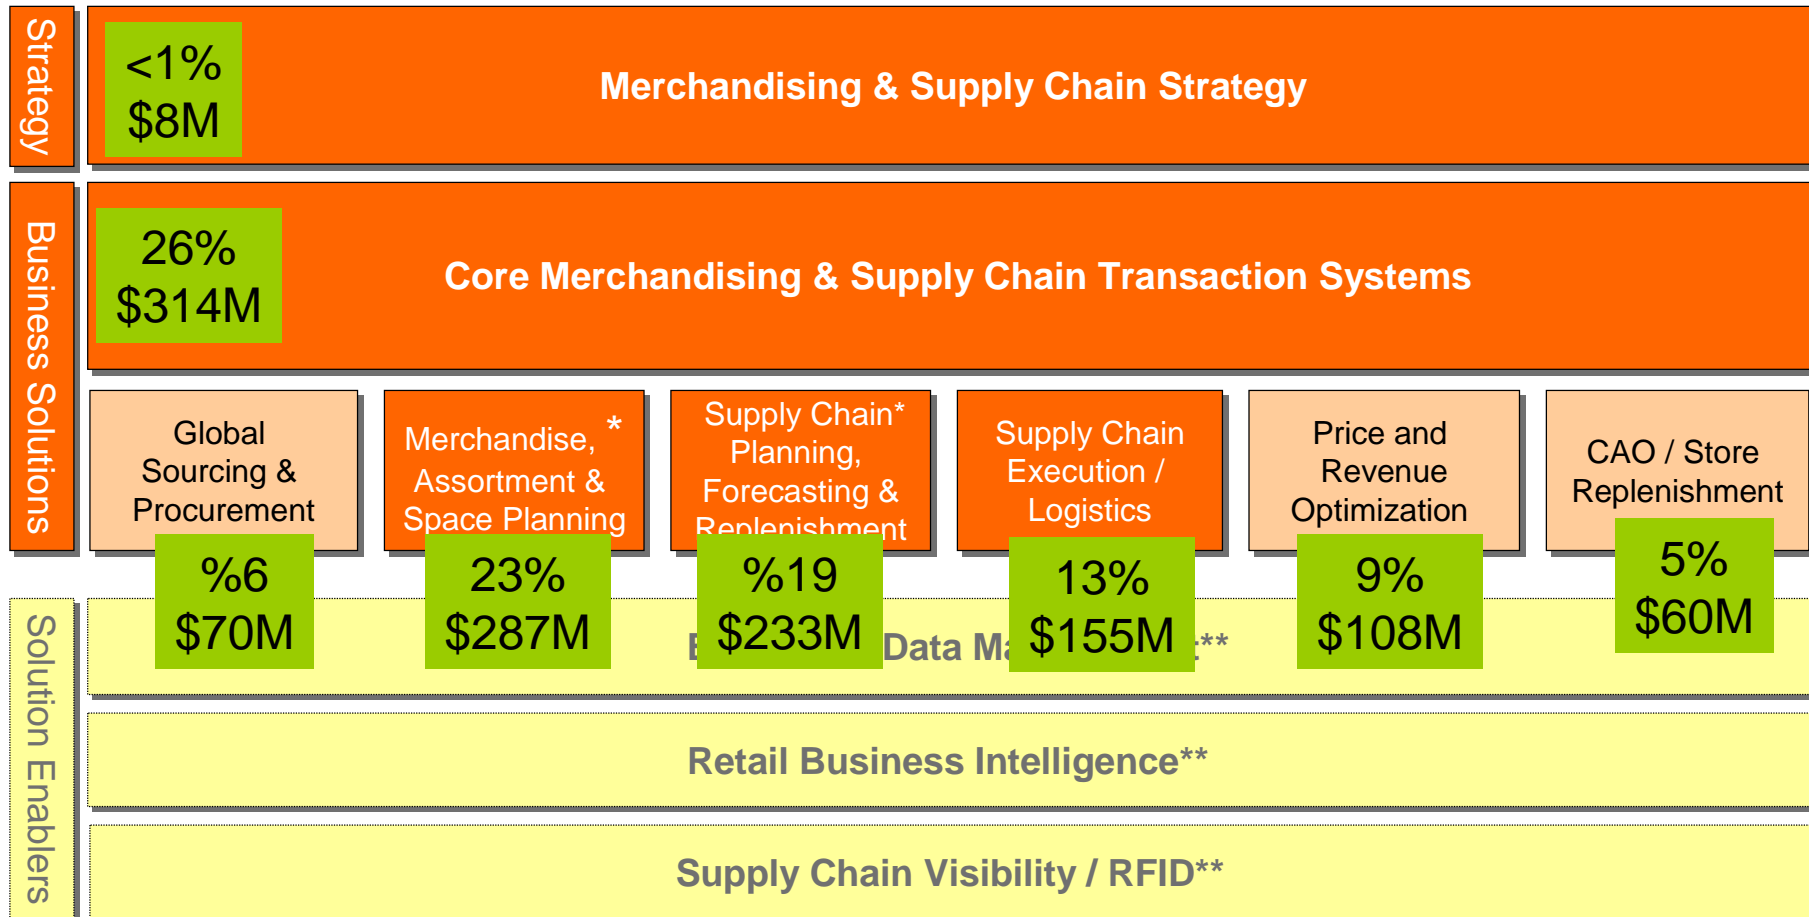 Strategy
<1%
$8M
Merchandising & Supply Chain Strategy
Business Solutions
26%
$314M
Core Merchandising & Supply Chain Transaction Systems
Global
Sourcing &
Procurement
Merchandise, *
Assortment &
Space Planning
Supply Chain*
Planning,
Forecasting &
Replenishment
Supply Chain
Execution /
Logistics
Price and
Revenue
Optimization
CAO / Store
Replenishment
%6
$70M
23%
$287M
%19
$233M
13%
$155M
9%
$108M
5%
$60M
Solution Enablers
Data
**
Retail Business Intelligence**
Supply Chain Visibility / RFID**